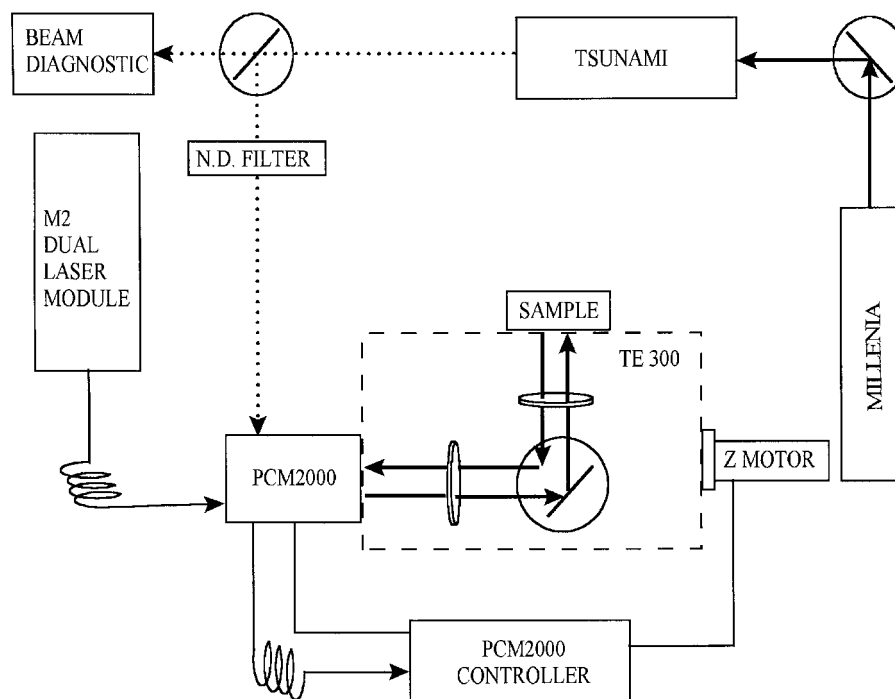 BEAM
DIAGNOSTIC
TSUNAMI
N.D. FILTER
M2
DUAL
LASER
MODULE
SAMPLE
TE 300
MILLENIA
Z MOTOR
PCM2000
PCM2000
CONTROLLER